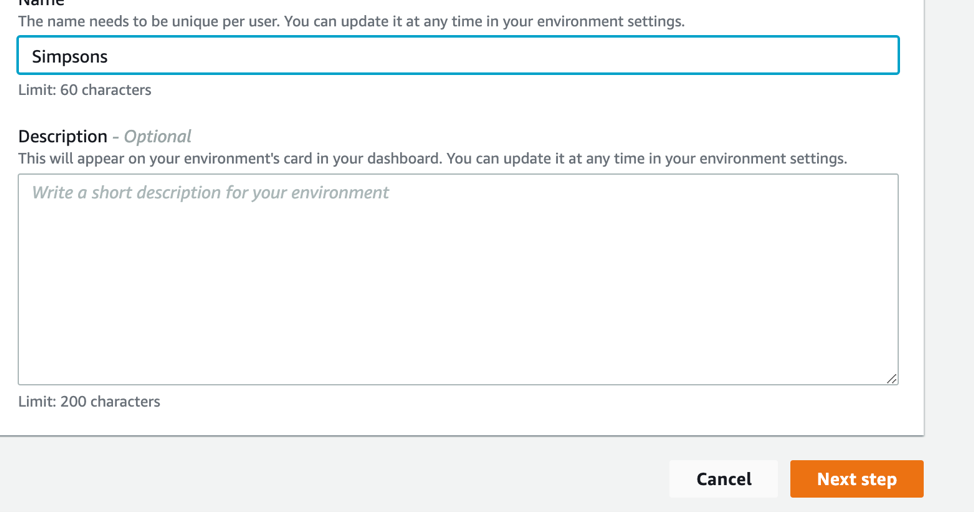 Name
The name needs to be unique per user. You can update it at any time in your environment settings.
Simpsons
Limit: 60 characters
Description - Optional
This will appear on your environment's card in your dashboard. You can update it at any time in your environment settings.
Write a short description for your environment
Limit: 200 characters
Cancel
Next step